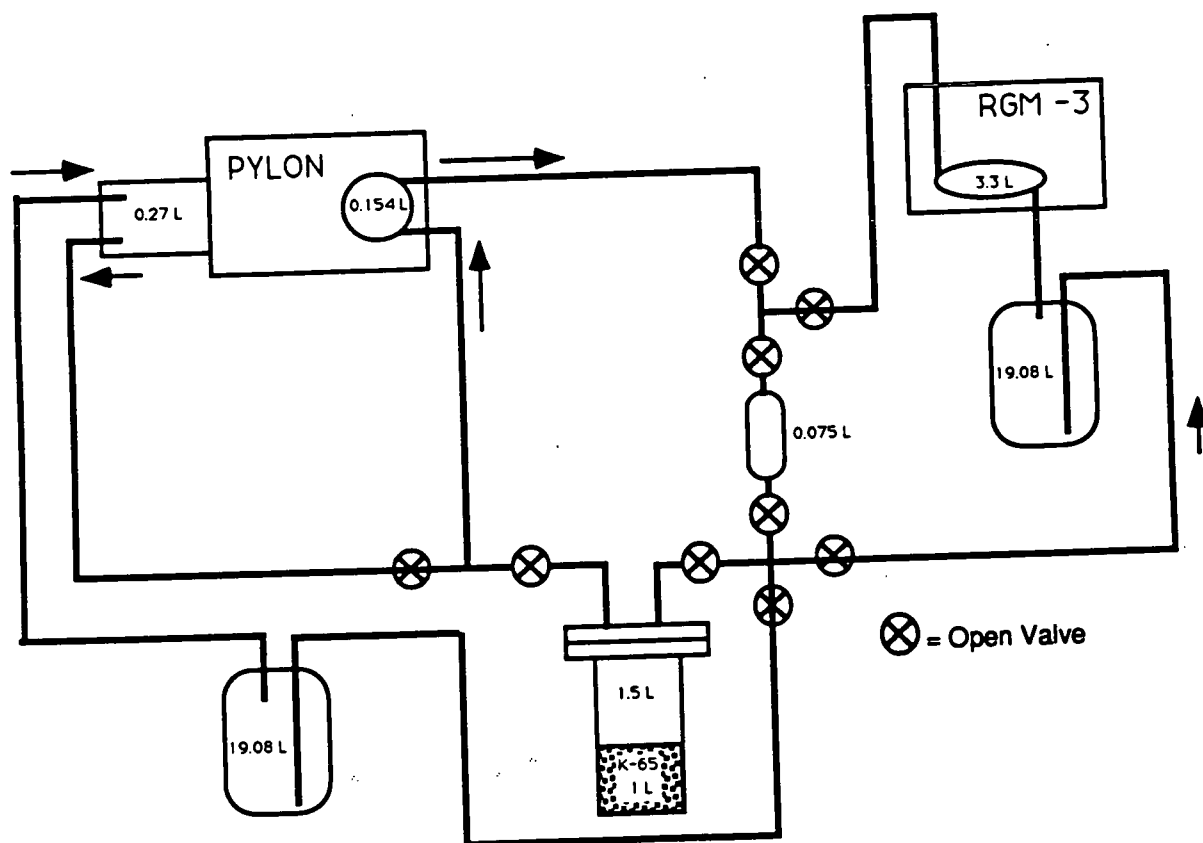 RGM -3
3.3 L
PYLON
0.27 L
0.154 L
19.08 L
0.075 L
= Open Valve
1.5 L
K-65
1 L
19.08 L